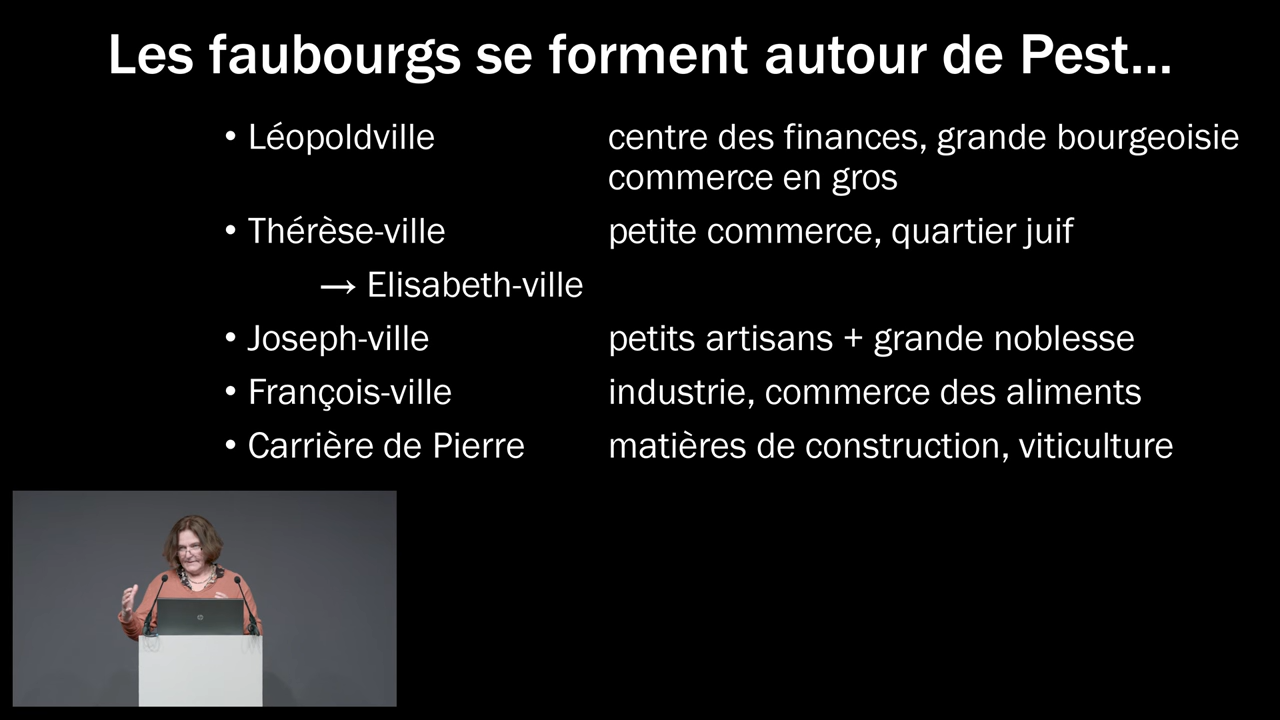 Les faubourgs se forment autour de Pest...
• Léopoldville centre des finances, grande bourgeoisie
commerce en gros
• Thérèse-ville petite commerce, quartier juif
→ Elisabeth-ville
• Joseph-ville petits artisans + grande noblesse
• François-ville industrie, commerce des aliments
• Carrière de Pierre matières de construction, viticulture